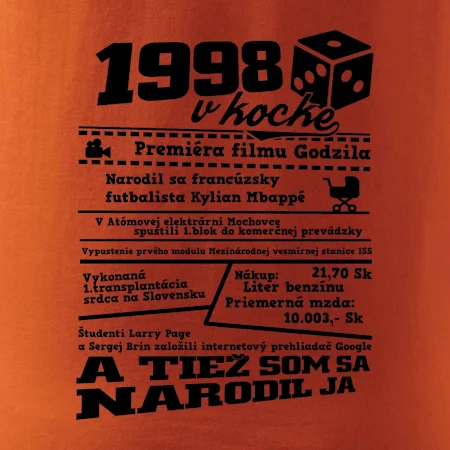 1998
v kocke
Premiéra filmu Godzila
Narodil sa francúzsky
futbalista Kylian Mbappé
V Atómovej elektrárni Mochovce
spustili 1.blok do komerčnej prevádzky
Vypustenie prvého modulu Mezinárodnej vesmírnej stanice ISS
Vykonaná
1.transplantácia
srdca na Slovensku
Nákup: 21,70 Sk
Liter benzínu
Priemerná mzda:
10.003,- Sk
Študenti Larry Page
a Sergej Brin založili internetový prehliadač Google
A TIEŽ SOM SA
NARODIL JA